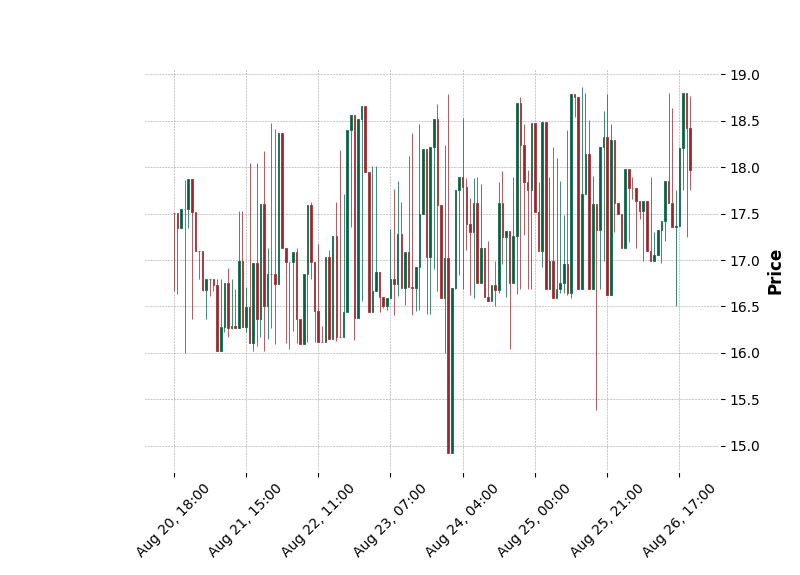 19.0
18.5
18.0
17.5
17.0
16.5
16.0
15.5
15.0
Price
Aug 20, 18:00
Aug 21, 15:00
Aug 22, 11:00
Aug 23, 07:00
Aug 24, 04:00
Aug 25, 00:00
Aug 25, 21:00
Aug 26, 17:00